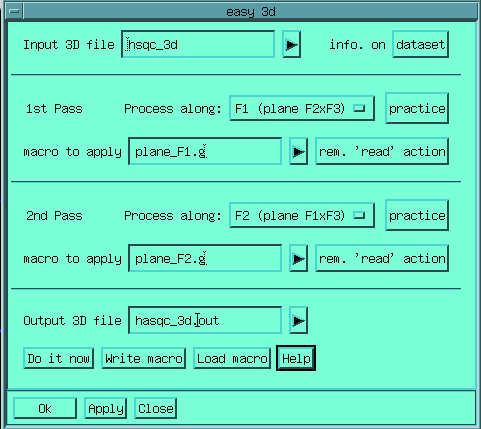 easy 3d
Input 3D file hsqc_3d info. on dataset
1st Pass Process along: F1 (plane F2xF3) practice
macro to apply plane_F1.g rem. 'read' action
2nd Pass Process along: F2 (plane F1xF3) practice
macro to apply plane_F2.g rem. 'read' action
Output 3D file hasqc_3d.out
Do it now Write macro Load macro Help
Ok Apply Close